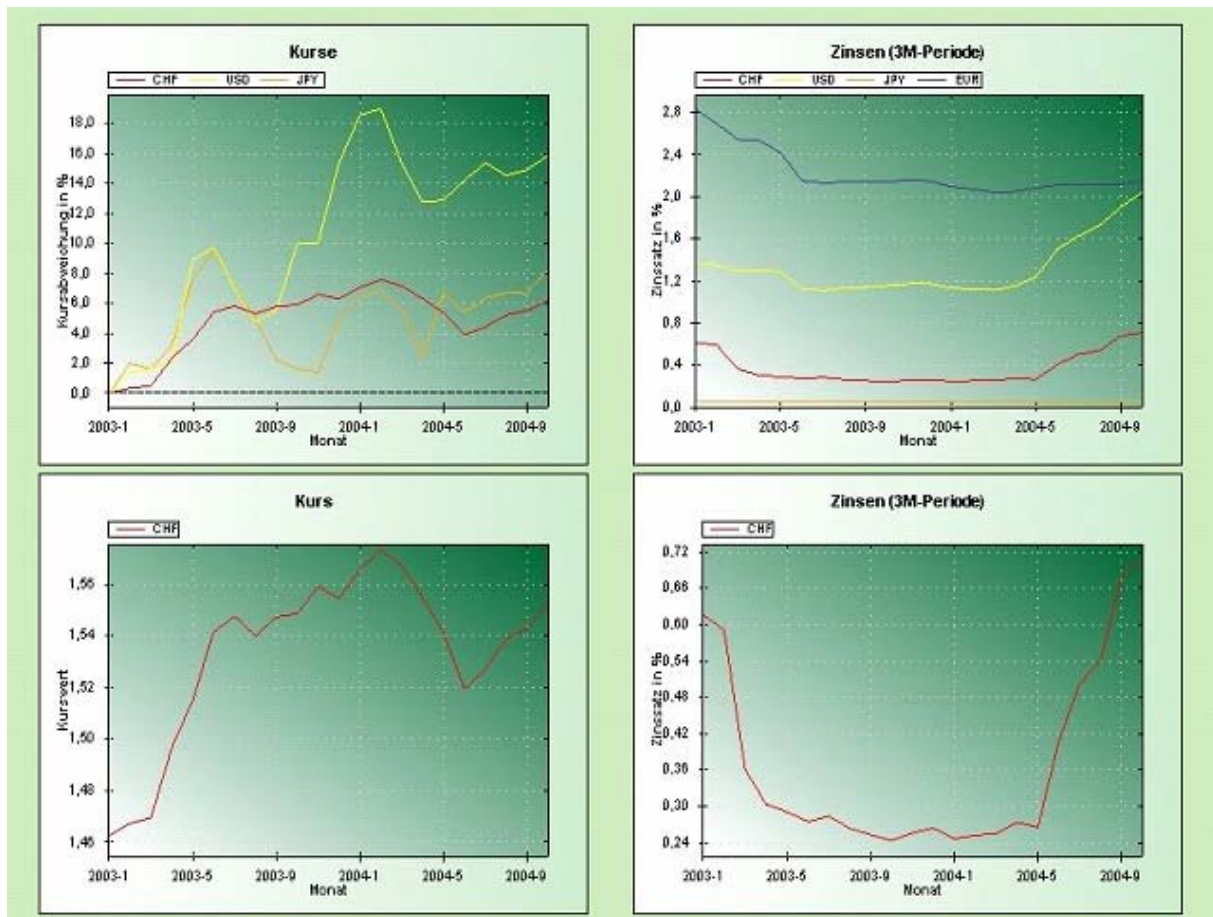 Kurse
CHF USD JPY
Kursabweichung in %
18,0
16,0
14,0
12,0
10,0
8,0
6,0
4,0
2,0
0,0
2003-1 2003-5 2003-9 2004-1 2004-5 2004-9
Monat
Zinsen (3M-Periode)
CHF USD JPY EUR
Zinssatz in %
2,8
2,4
2,0
1,6
1,2
0,8
0,4
0,0
2003-1 2003-5 2003-9 2004-1 2004-5 2004-9
Monat
Kurs
CHF
Kurswert
1,56
1,54
1,52
1,50
1,48
1,46
2003-1 2003-5 2003-9 2004-1 2004-5 2004-9
Monat
Zinsen (3M-Periode)
CHF
Zinssatz in %
0,72
0,66
0,60
0,54
0,48
0,42
0,36
0,30
0,24
2003-1 2003-5 2003-9 2004-1 2004-5 2004-9
Monat